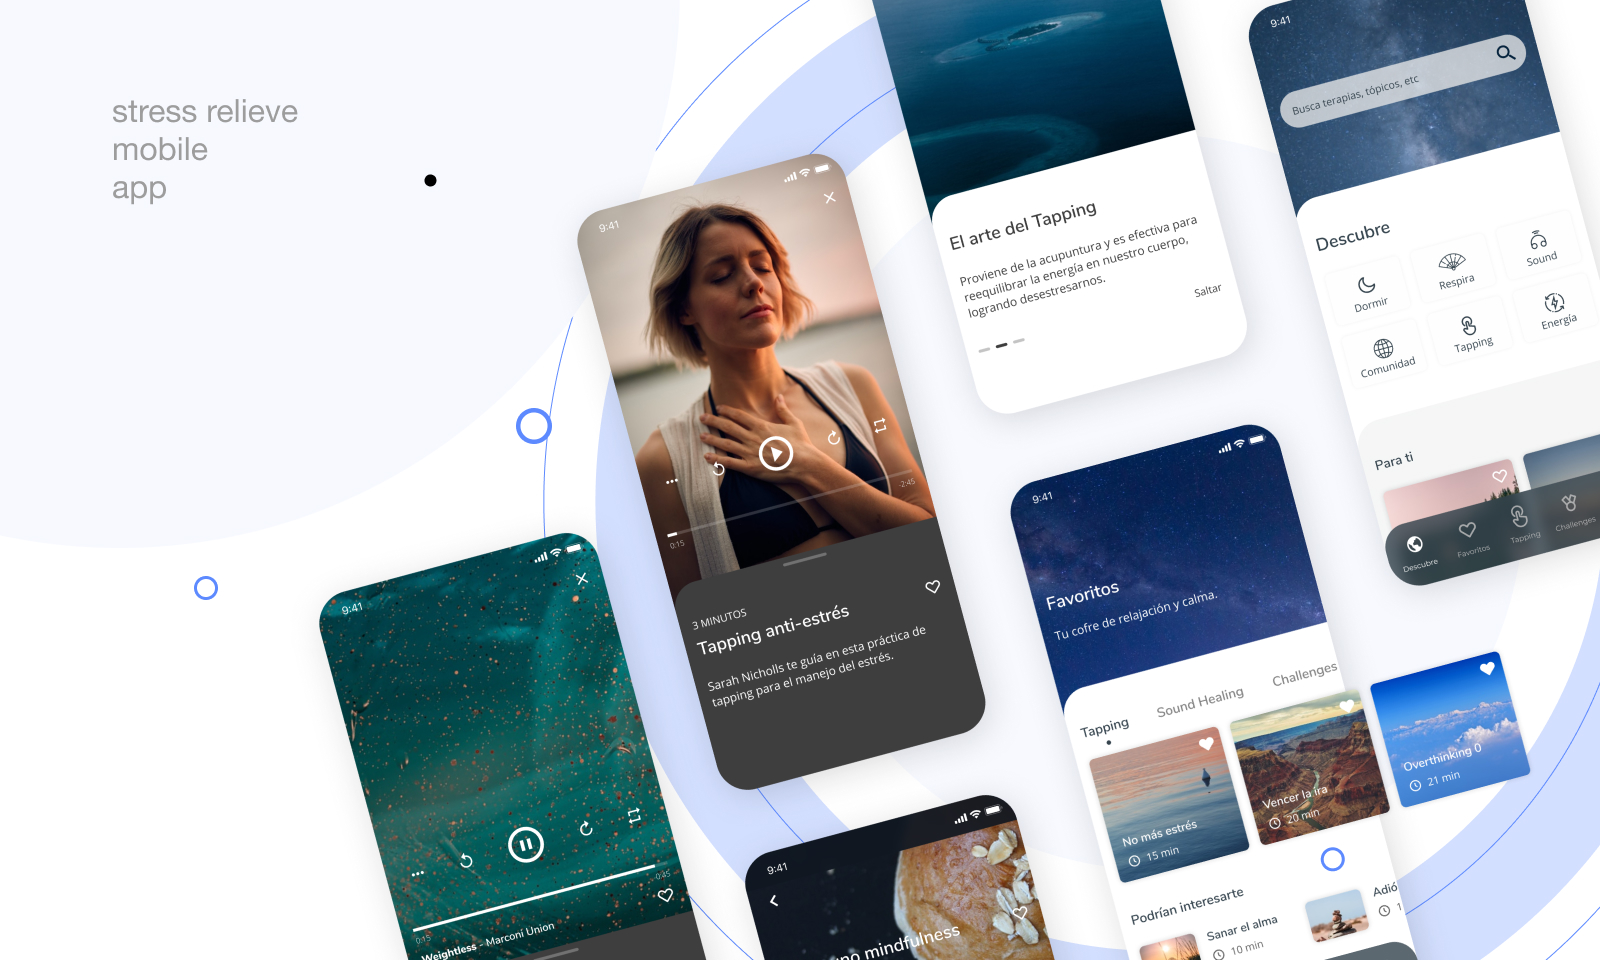 stress relieve
mobile
app
9:41
0:15
0:45
Weightless - Marconi Union
9:41
0:15
-2:45
3 MINUTOS
Tapping anti-estrés
Sarah Nicholls te guía en esta práctica de
tapping para el manejo del estrés.
9:41
mindfulness
El arte del Tapping
Proviene de la acupuntura y es efectiva para
reequilibrar la energía en nuestro cuerpo,
logrando desestresarnos.
Saltar
9:41
Favoritos
Tu cofre de relajación y calma.
Tapping
Sound Healing
Challenges
No más estrés
15 min
Vencer la ira
20 min
Overthinking 0
21 min
Podrían interesarte
Sanar el alma
10 min
Adió
1
9:41
Busca terapias, tópicos, etc
Descubre
Dormir
Respira
Sound
Comunidad
Tapping
Energía
Para ti
Descubre
Favoritos
Tapping
Challenges